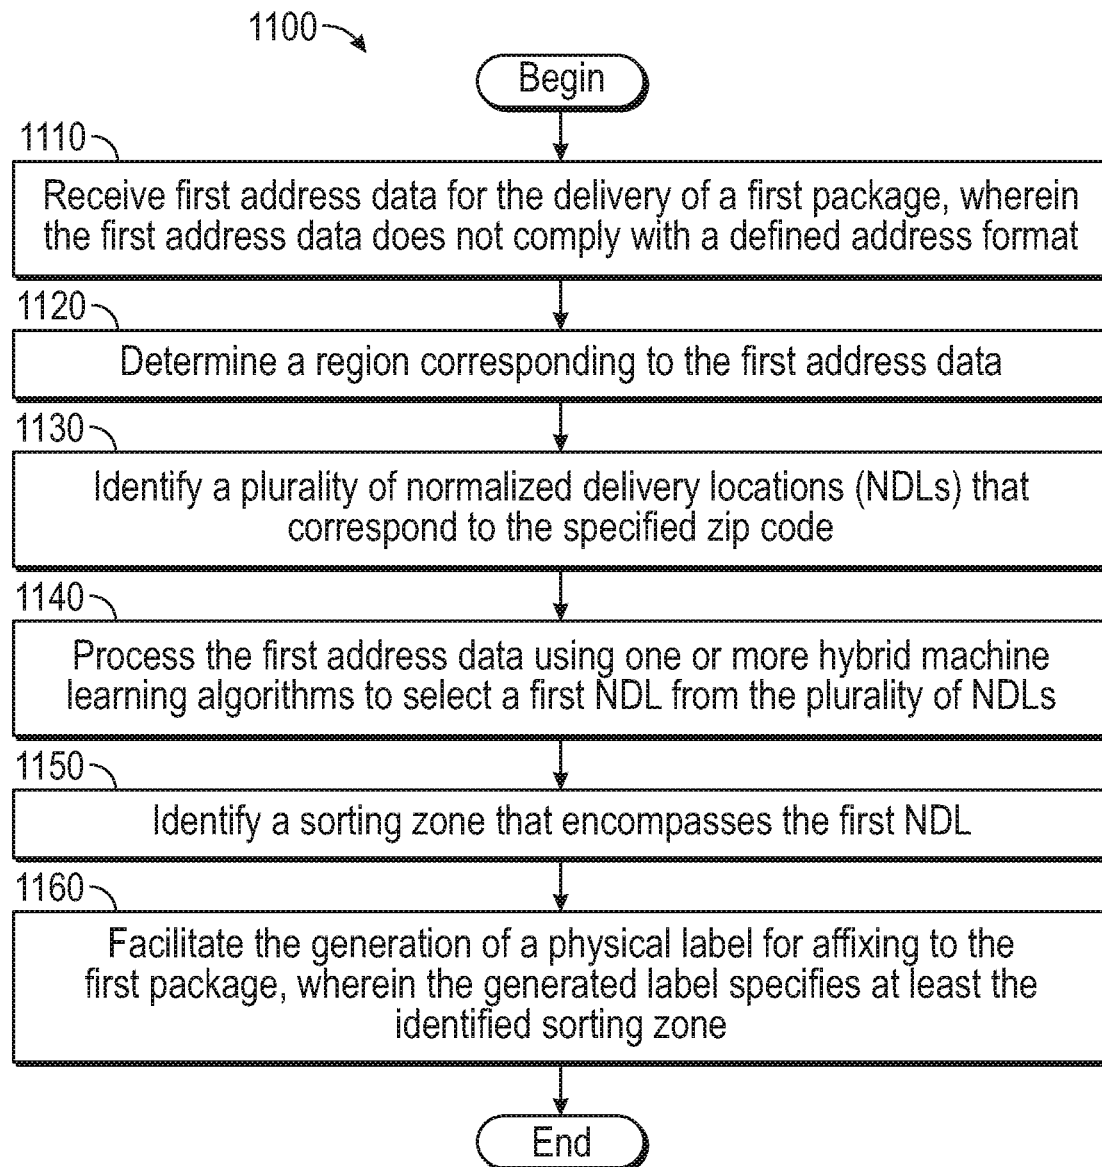 1100
Begin
1110
Receive first address data for the delivery of a first package, wherein
the first address data does not comply with a defined address format
1120
Determine a region corresponding to the first address data
1130
Identify a plurality of normalized delivery locations (NDLs) that
correspond to the specified zip code
1140
Process the first address data using one or more hybrid machine
learning algorithms to select a first NDL from the plurality of NDLs
1150
Identify a sorting zone that encompasses the first NDL
1160
Facilitate the generation of a physical label for affixing to the
first package, wherein the generated label specifies at least the
identified sorting zone
End